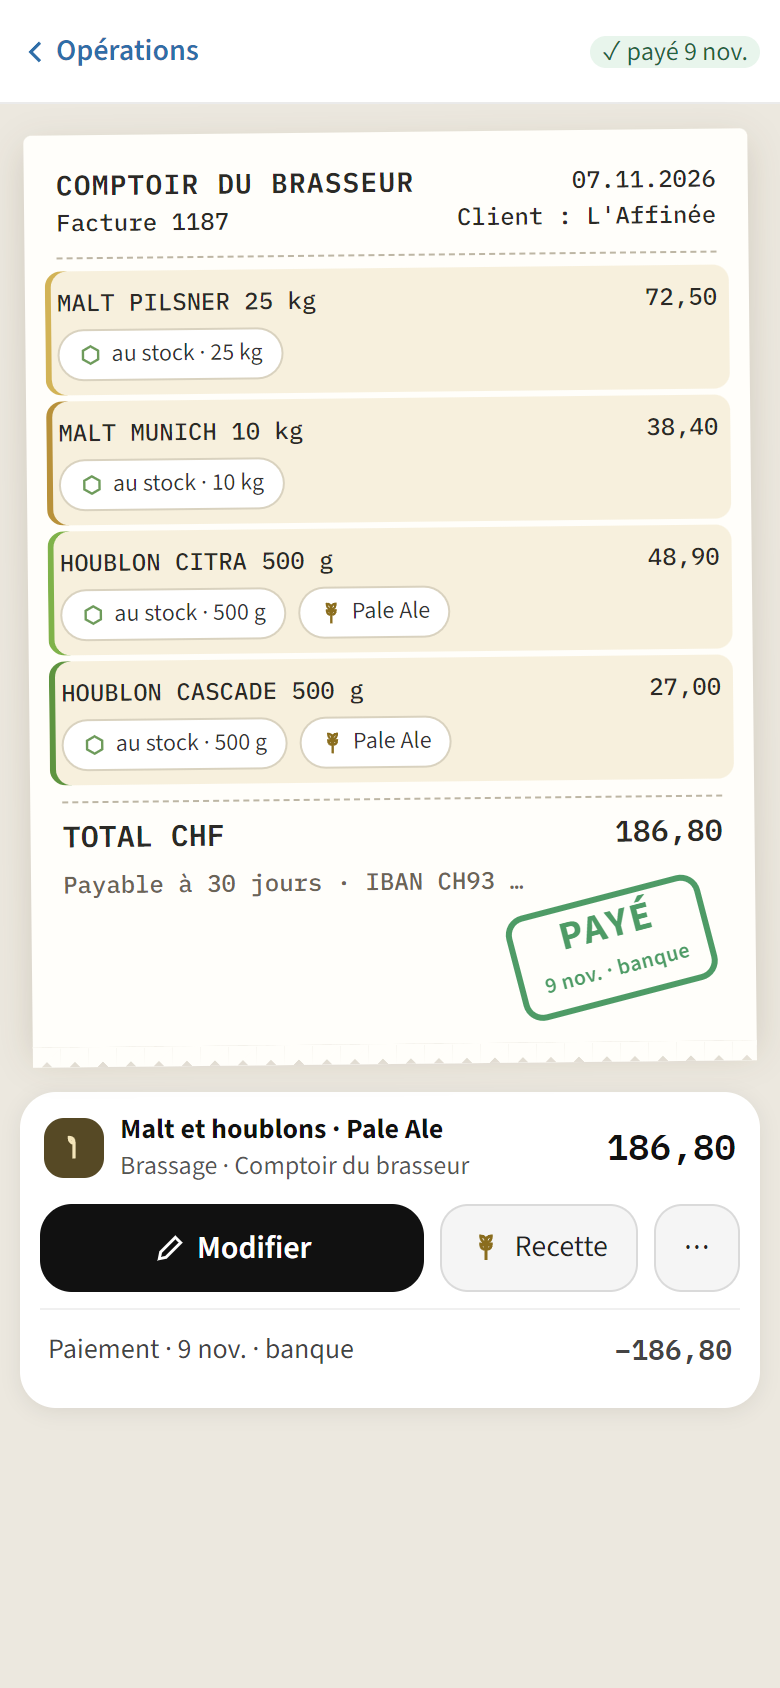 Opérations
✓ payé 9 nov.
COMPTOIR DU BRASSEUR 07.11.2026
Facture 1187 Client : L'Affinée
MALT PILSNER 25 kg 72,50
au stock · 25 kg
MALT MUNICH 10 kg 38,40
au stock · 10 kg
HOUBLON CITRA 500 g 48,90
au stock · 500 g Pale Ale
HOUBLON CASCADE 500 g 27,00
au stock · 500 g Pale Ale
TOTAL CHF 186,80
Payable à 30 jours · IBAN CH93 …
PAYÉ
9 nov. · banque
Malt et houblons · Pale Ale 186,80
Brassage · Comptoir du brasseur
Modifier Recette ···
Paiement · 9 nov. · banque −186,80